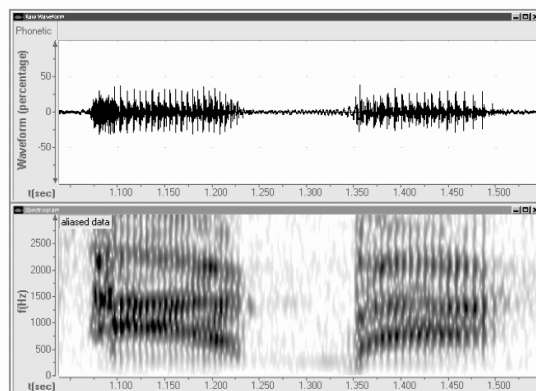 Raw Waveform
Phonetic
Waveform (percentage)
50
0
-50
t(sec) 1.100 1.150 1.200 1.250 1.300 1.350 1.400 1.450 1.500
Spectrogram
aliased data
f(Hz)
2500
2000
1500
1000
500
0
t(sec) 1.100 1.150 1.200 1.250 1.300 1.350 1.400 1.450 1.500